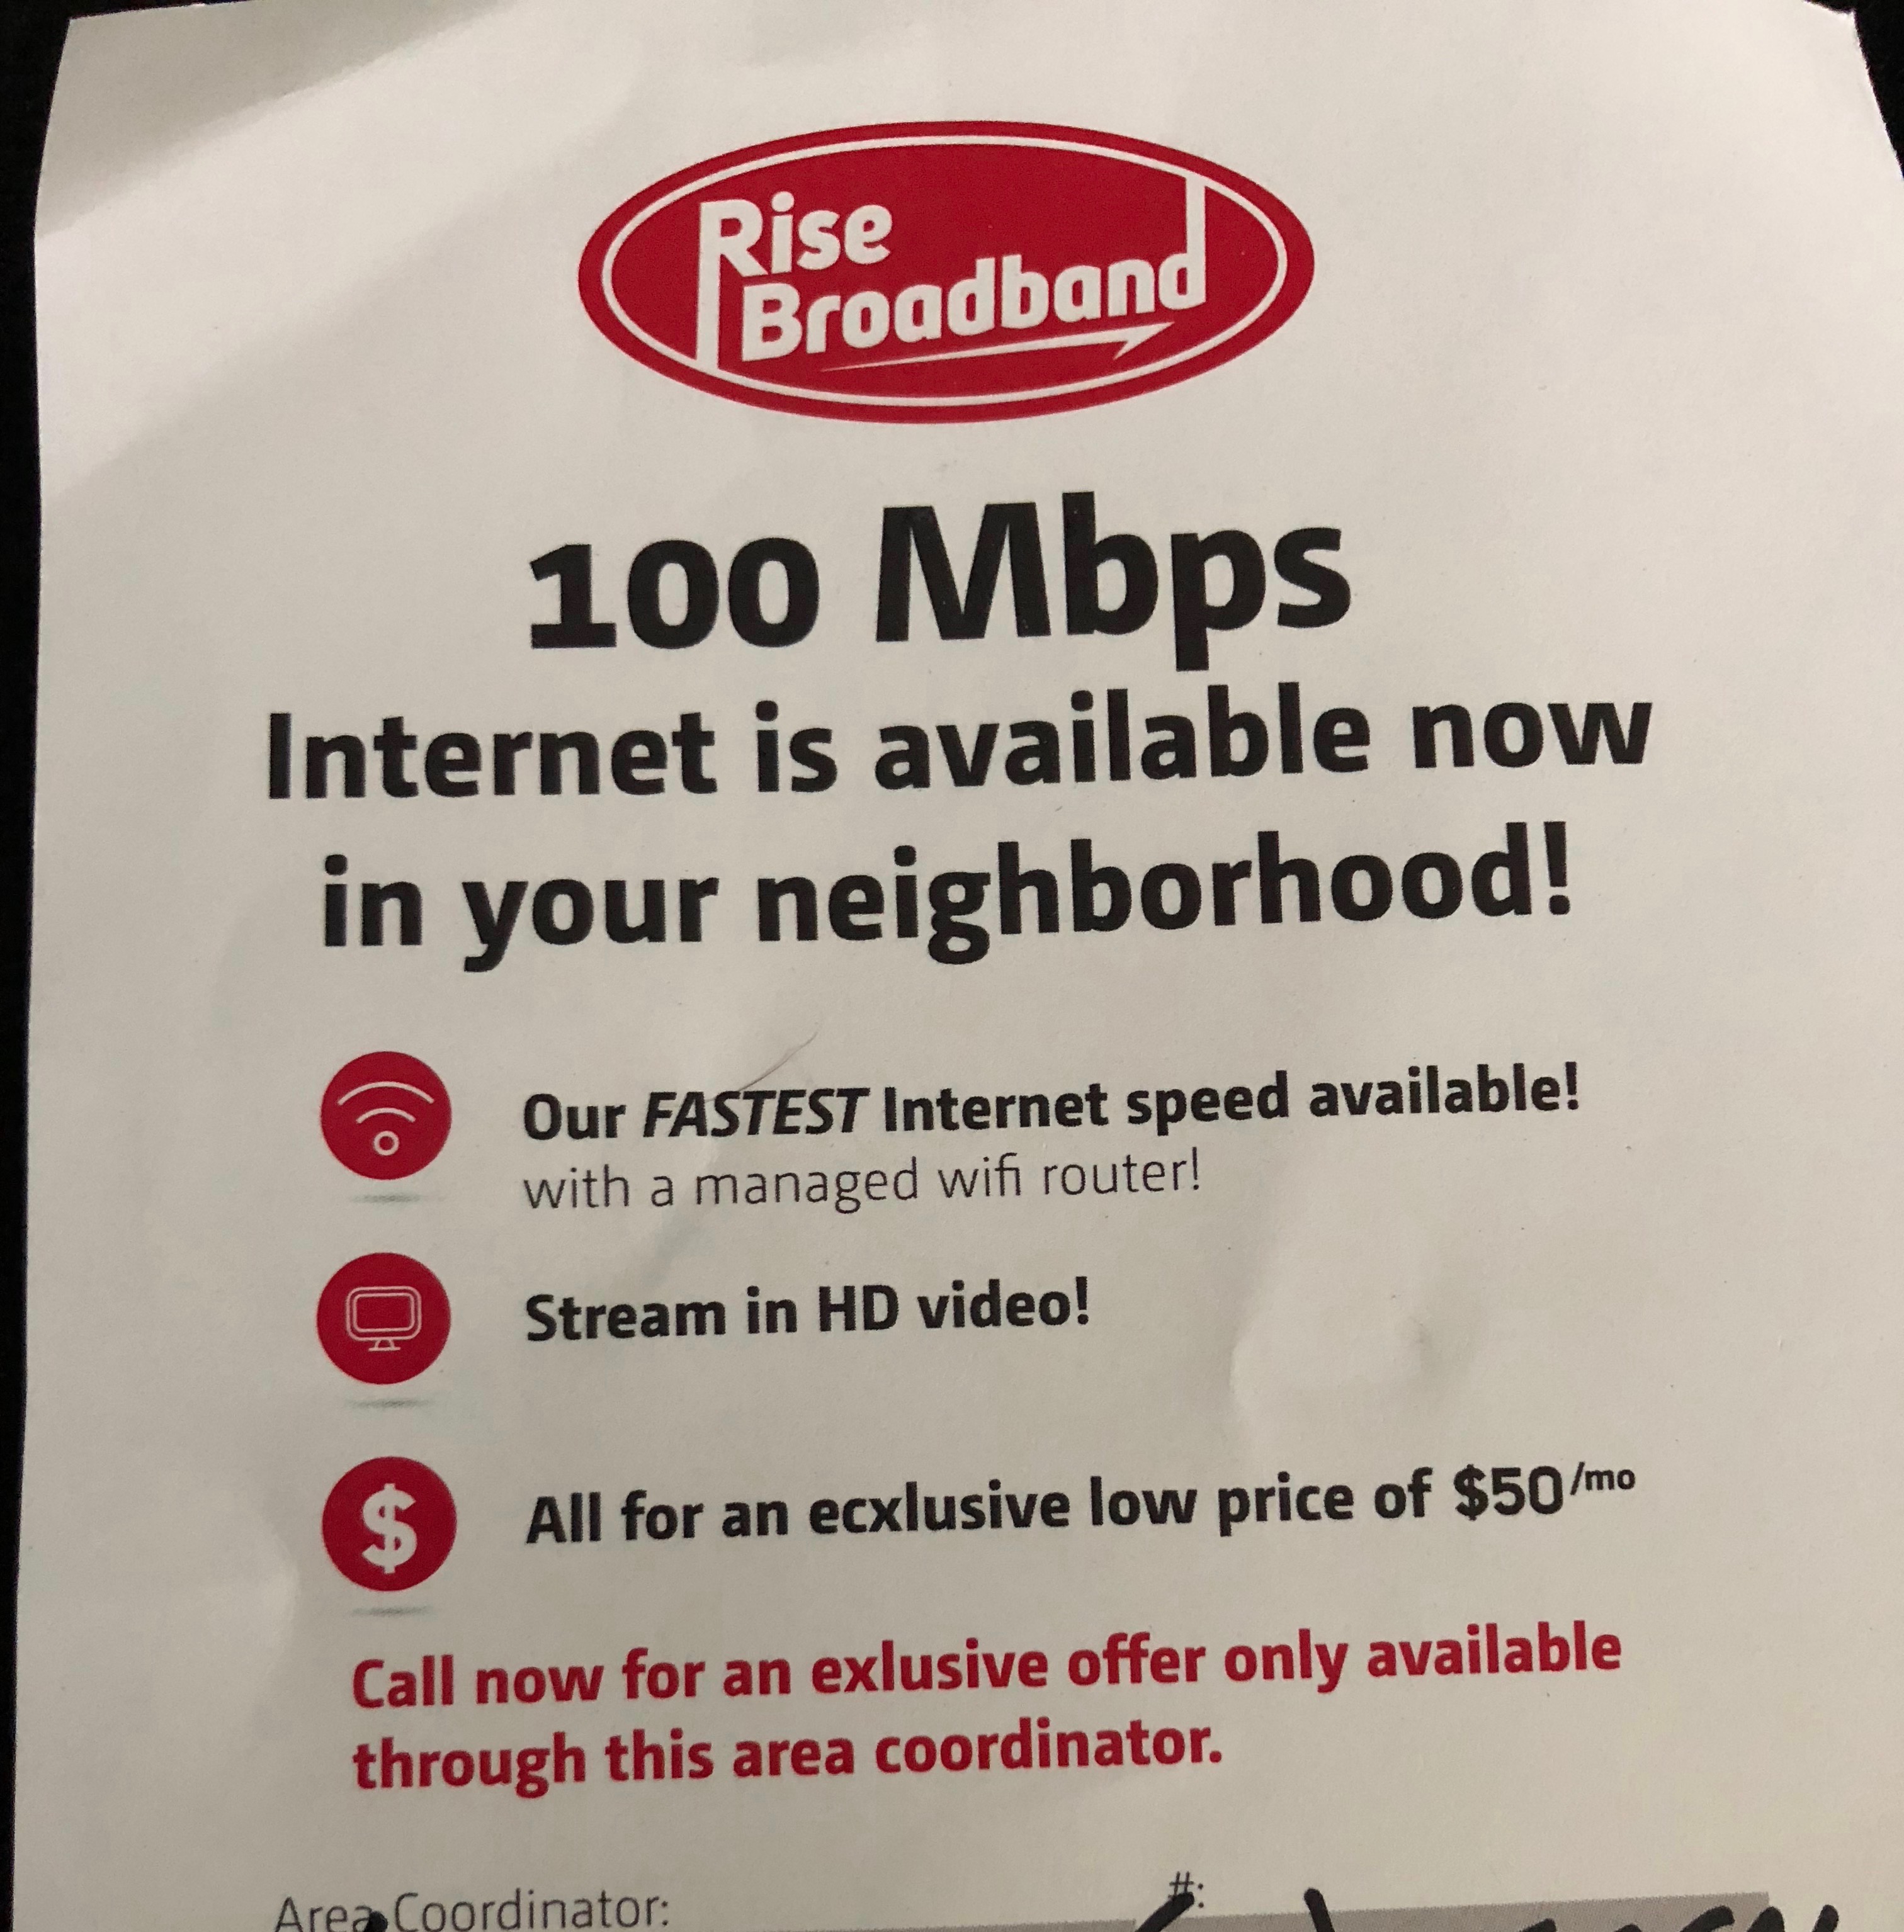 Rise
Broadband
100 Mbps
Internet is available now
in your neighborhood!
Our FASTEST Internet speed available!
with a managed wifi router!
Stream in HD video!
All for an ecxlusive low price of $50/mo
Call now for an exlusive offer only available
through this area coordinator.
Area Coordinator: #: